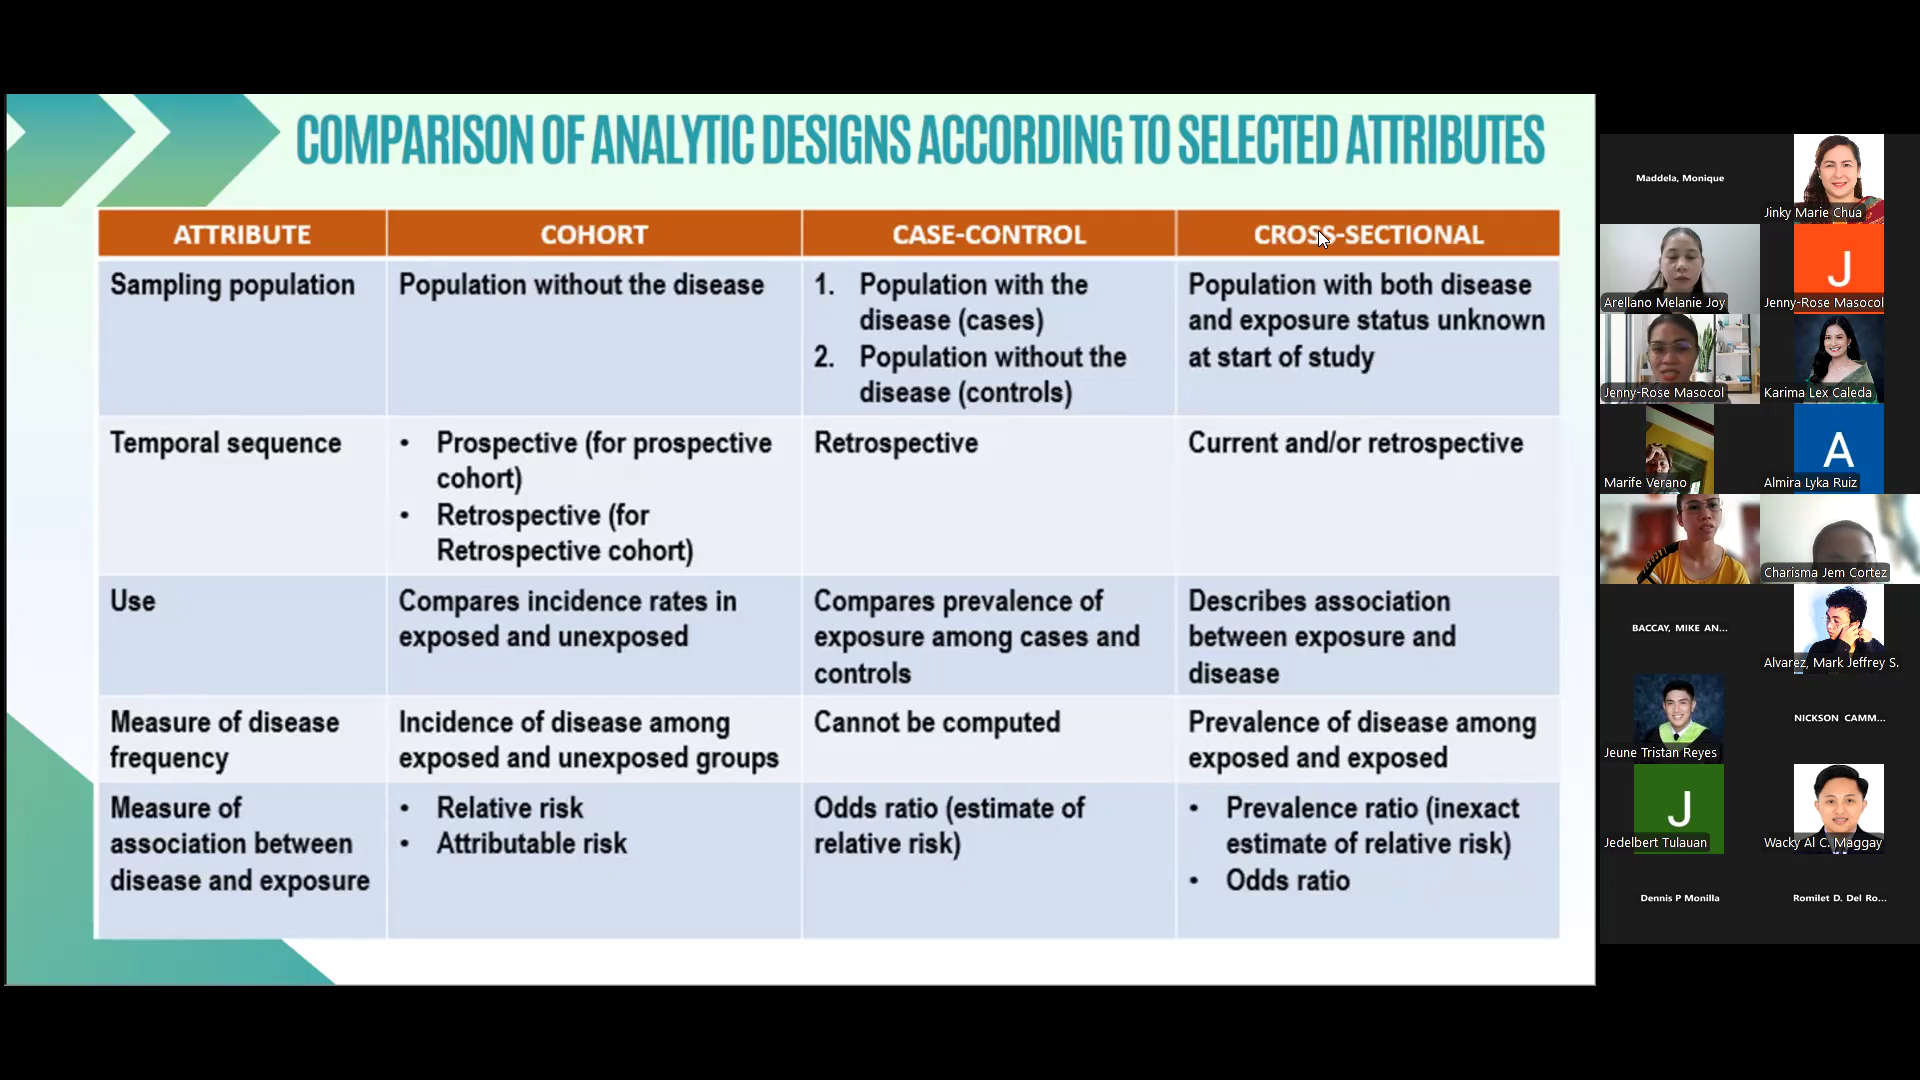 COMPARISON OF ANALYTIC DESIGNS ACCORDING TO SELECTED ATTRIBUTES
ATTRIBUTE
COHORT
CASE-CONTROL
CROSS-SECTIONAL
Sampling population
Population without the disease
1. Population with the
disease (cases)
2. Population without the
disease (controls)
Population with both disease
and exposure status unknown
at start of study
Temporal sequence
• Prospective (for prospective
cohort)
• Retrospective (for
Retrospective cohort)
Retrospective
Current and/or retrospective
Use
Compares incidence rates in
exposed and unexposed
Compares prevalence of
exposure among cases and
controls
Describes association
between exposure and
disease
Measure of disease
frequency
Incidence of disease among
exposed and unexposed groups
Cannot be computed
Prevalence of disease among
exposed and exposed
Measure of
association between
disease and exposure
• Relative risk
• Attributable risk
Odds ratio (estimate of
relative risk)
• Prevalence ratio (inexact
estimate of relative risk)
• Odds ratio
Maddela, Monique
Jinky Marie Chua
Arellano Melanie Joy
J
Jenny-Rose Masocol
Jenny-Rose Masocol
Karima Lex Caleda
Marife Verano
A
Almira Lyka Ruiz
Charisma Jem Cortez
BACCAY, MIKE AN...
Alvarez, Mark Jeffrey S.
Jeune Tristan Reyes
NICKSON CAMM...
J
Jedelbert Tulauan
Wacky Al C. Maggay
Dennis P Monilla
Romilet D. Del Ro...